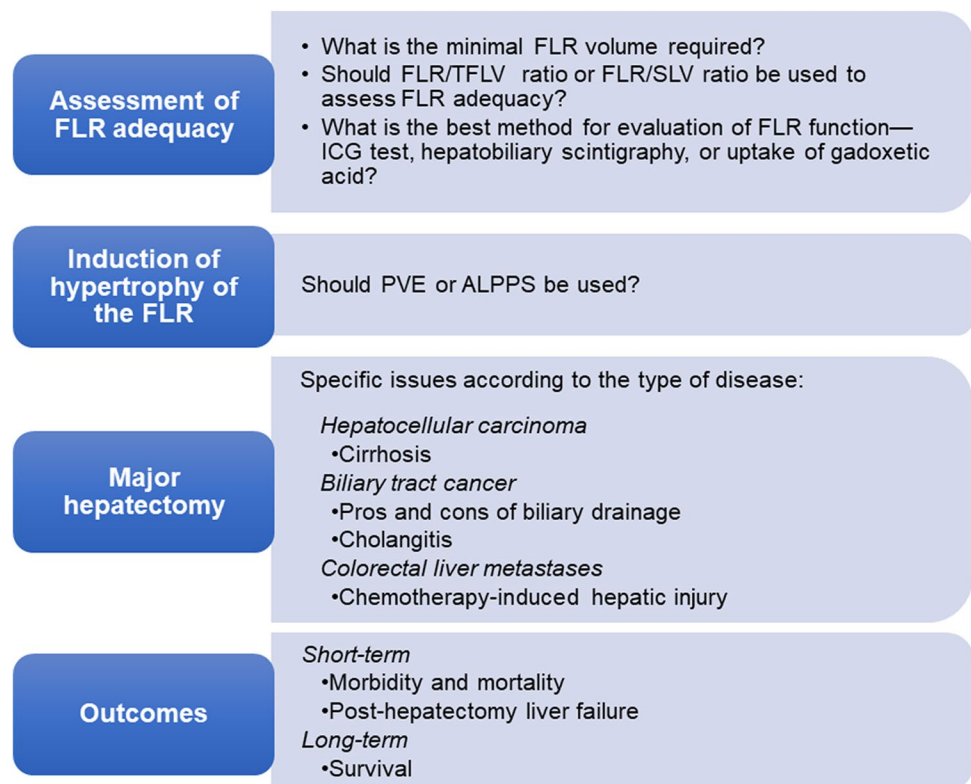 Assessment of
FLR adequacy
• What is the minimal FLR volume required?
• Should FLR/TFLV ratio or FLR/SLV ratio be used to
assess FLR adequacy?
• What is the best method for evaluation of FLR function—
ICG test, hepatobiliary scintigraphy, or uptake of gadoxetic
acid?
Induction of
hypertrophy of
the FLR
Should PVE or ALPPS be used?
Major
hepatectomy
Specific issues according to the type of disease:
Hepatocellular carcinoma
•Cirrhosis
Biliary tract cancer
•Pros and cons of biliary drainage
•Cholangitis
Colorectal liver metastases
•Chemotherapy-induced hepatic injury
Outcomes
Short-term
•Morbidity and mortality
•Post-hepatectomy liver failure
Long-term
•Survival